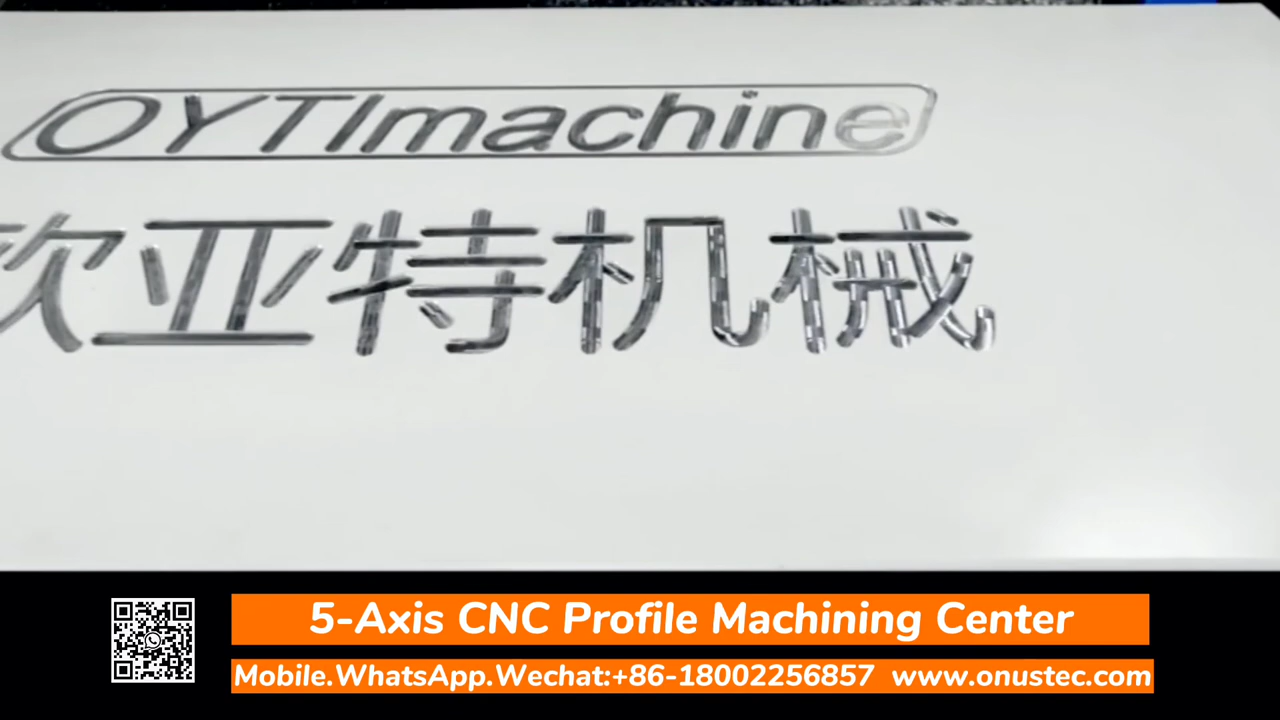 OYTImachine
欧亚特机械
5-Axis CNC Profile Machining Center
Mobile.WhatsApp.Wechat:+86-18002256857 www.onustec.com